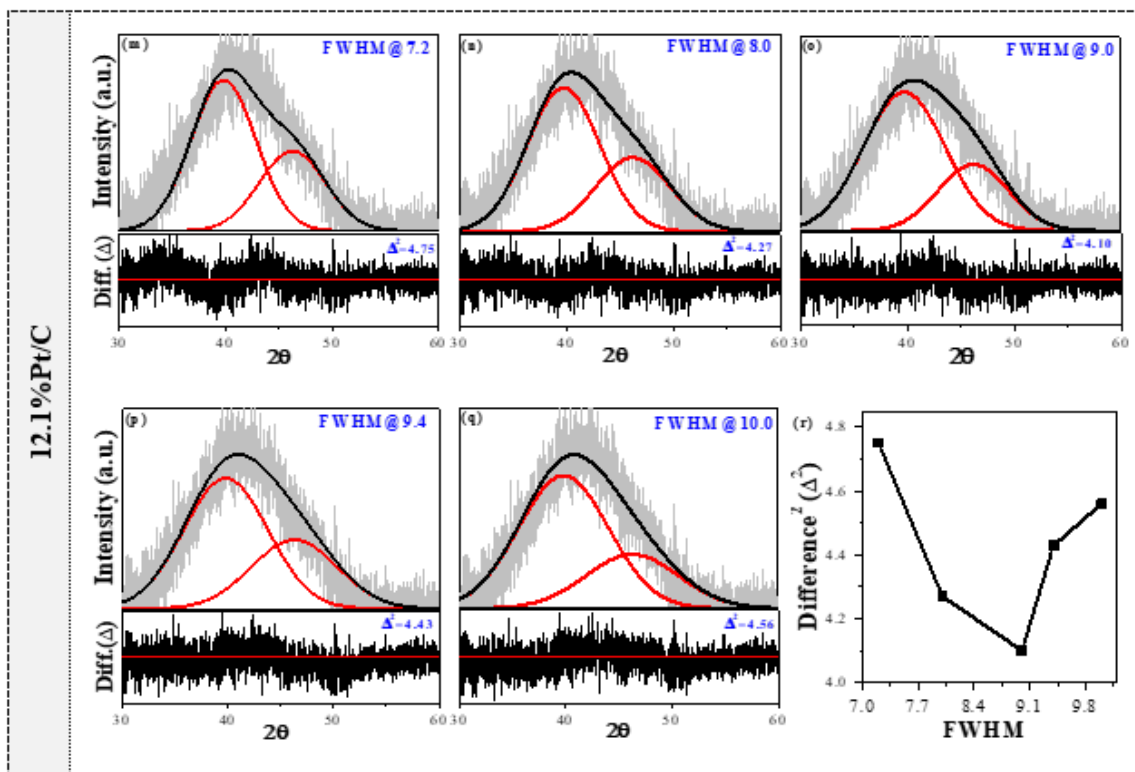 12.1%Pt/C
(m)
FWHM@7.2
Intensity (a.u.)
Δ²=4.75
Diff. (Δ)
30 40 50 60
2θ
(n)
FWHM@8.0
Δ²=4.27
30 40 50 60
2θ
(o)
FWHM@9.0
Δ²=4.10
30 40 50 60
2θ
(p)
FWHM@9.4
Intensity (a.u.)
Δ²=4.43
Diff.(Δ)
30 40 50 60
2θ
(q)
FWHM@10.0
Δ²=4.56
30 40 50 60
2θ
(r)
Difference² (Δ²)
4.8
4.6
4.4
4.2
4.0
7.0 7.7 8.4 9.1 9.8
FWHM